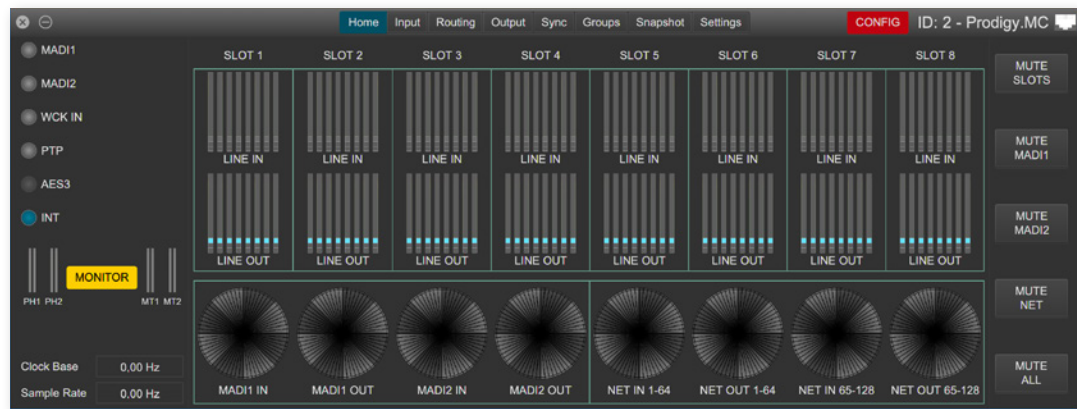 Home Input Routing Output Sync Groups Snapshot Settings CONFIG ID: 2 - Prodigy.MC
MADI1
MADI2
WCK IN
PTP
AES3
INT
MONITOR
PH1 PH2 MT1 MT2
Clock Base 0,00 Hz
Sample Rate 0,00 Hz
SLOT 1 SLOT 2 SLOT 3 SLOT 4 SLOT 5 SLOT 6 SLOT 7 SLOT 8
LINE IN LINE IN LINE IN LINE IN LINE IN LINE IN LINE IN LINE IN
LINE OUT LINE OUT LINE OUT LINE OUT LINE OUT LINE OUT LINE OUT LINE OUT
MADI1 IN MADI1 OUT MADI2 IN MADI2 OUT NET IN 1-64 NET OUT 1-64 NET IN 65-128 NET OUT 65-128
MUTE
SLOTS
MUTE
MADI1
MUTE
MADI2
MUTE
NET
MUTE
ALL